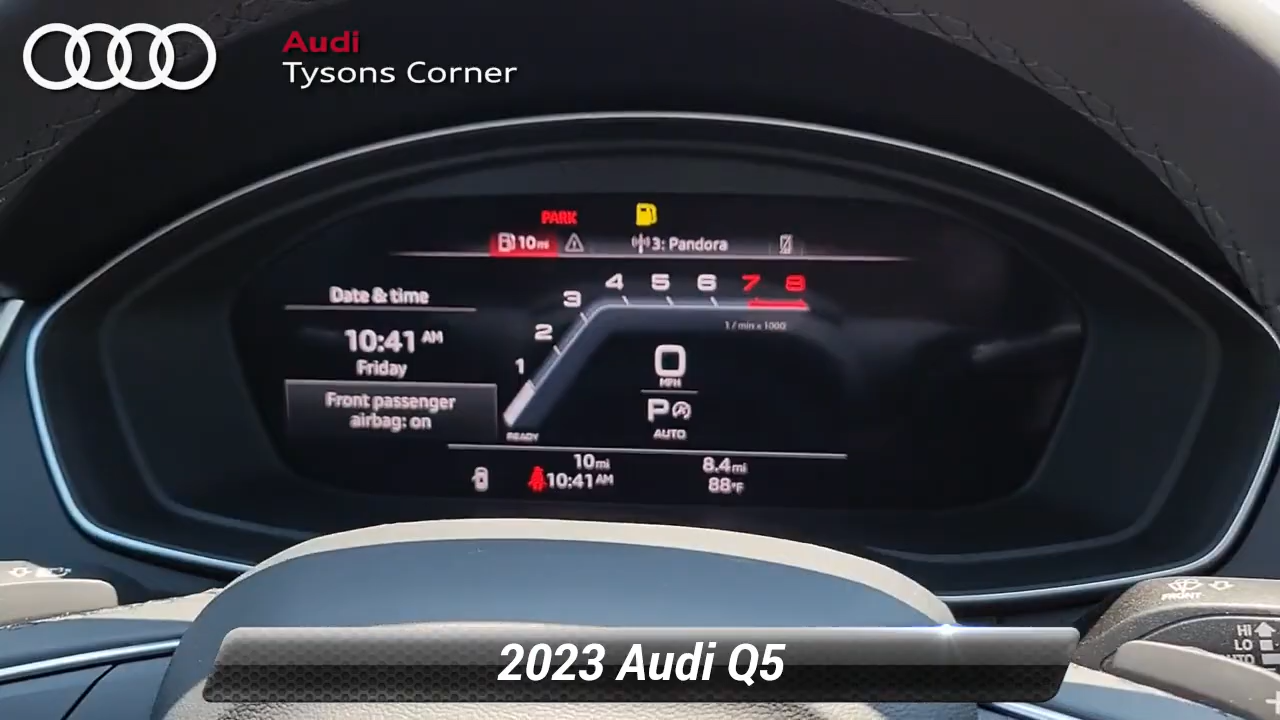 Audi
Tysons Corner
PARK
10mi
3: Pandora
Date & time
4 5 6 7 8
3
2
1
1 / min x 1000
10:41 AM
Friday
0
MPH
Front passenger
airbag: on
P
AUTO
READY
10mi
8.4mi
10:41AM
88°F
FRONT
HI
LO
2023 Audi Q5